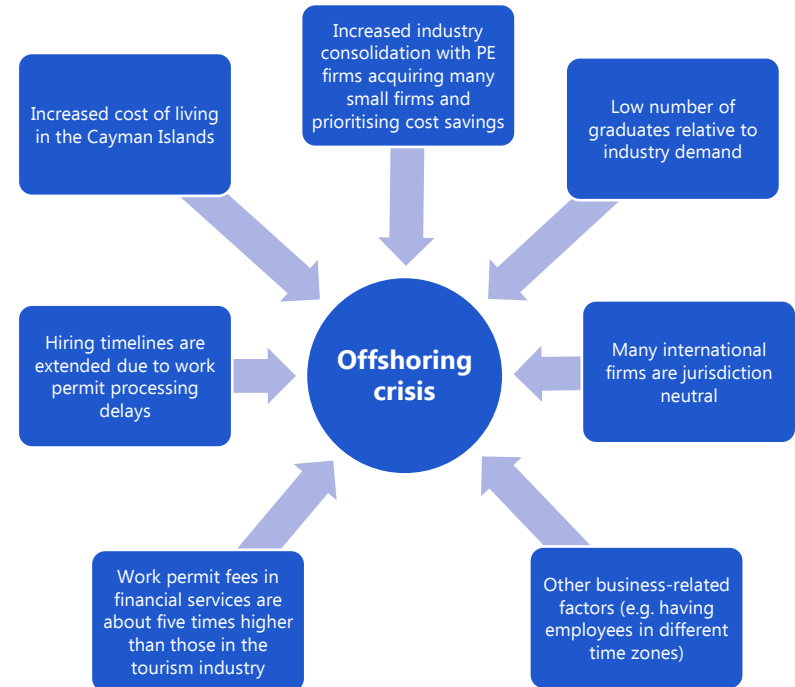 Increased industry
consolidation with PE
firms acquiring many
small firms and
prioritising cost savings
Increased cost of living
in the Cayman Islands
Low number of
graduates relative to
industry demand
Hiring timelines are
extended due to work
permit processing
delays
Offshoring
crisis
Many international
firms are jurisdiction
neutral
Work permit fees in
financial services are
about five times higher
than those in the
tourism industry
Other business-related
factors (e.g. having
employees in different
time zones)